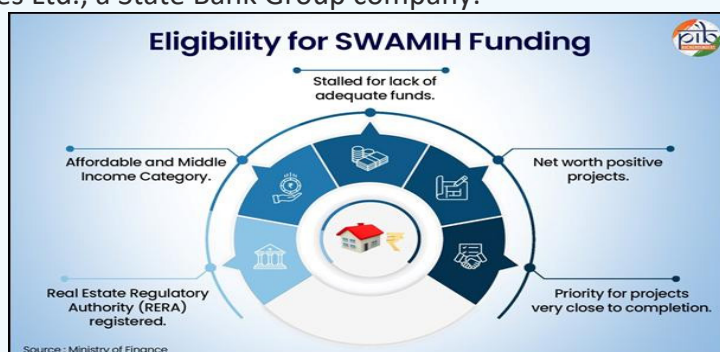 es Ltd., a State Bank Group company.
Eligibility for SWAMIH Funding
pib
Stalled for lack of
adequate funds.
Affordable and Middle
Income Category.
Net worth positive
projects.
Real Estate Regulatory
Authority (RERA)
registered.
Priority for projects
very close to completion.
Source : Ministry of Finance